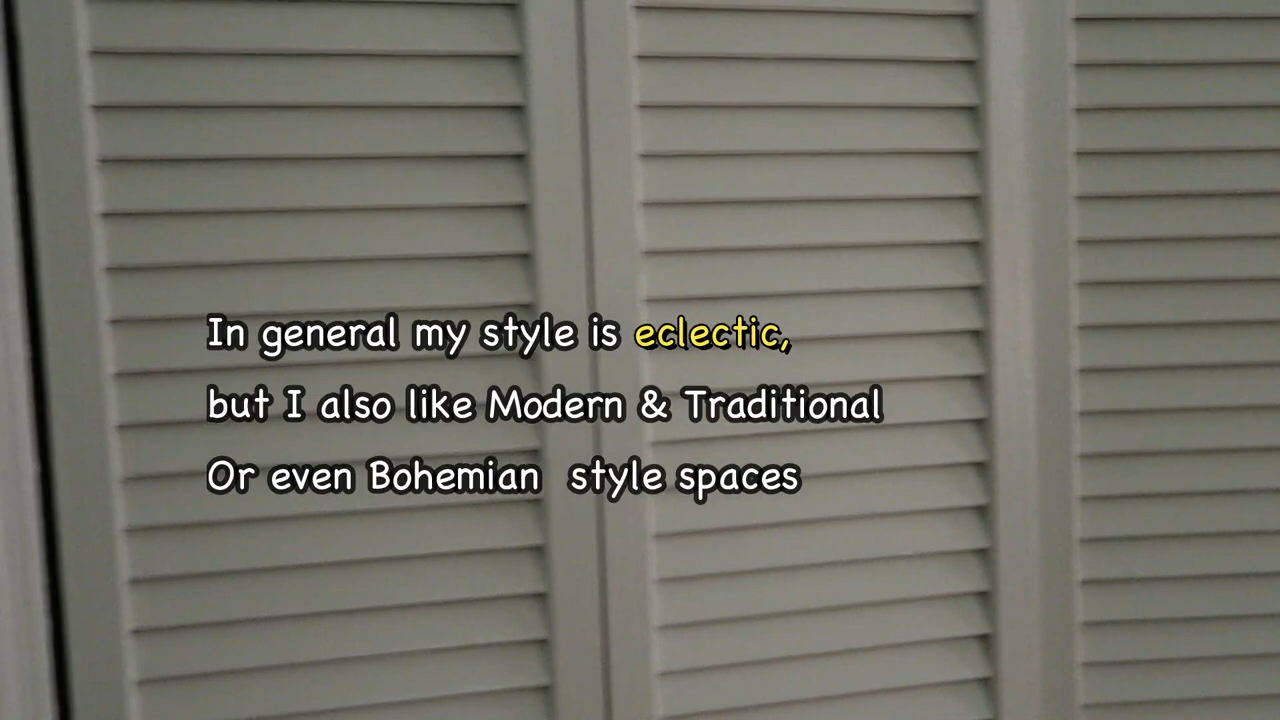 In general my style is eclectic,
but I also like Modern & Traditional
Or even Bohemian  style spaces